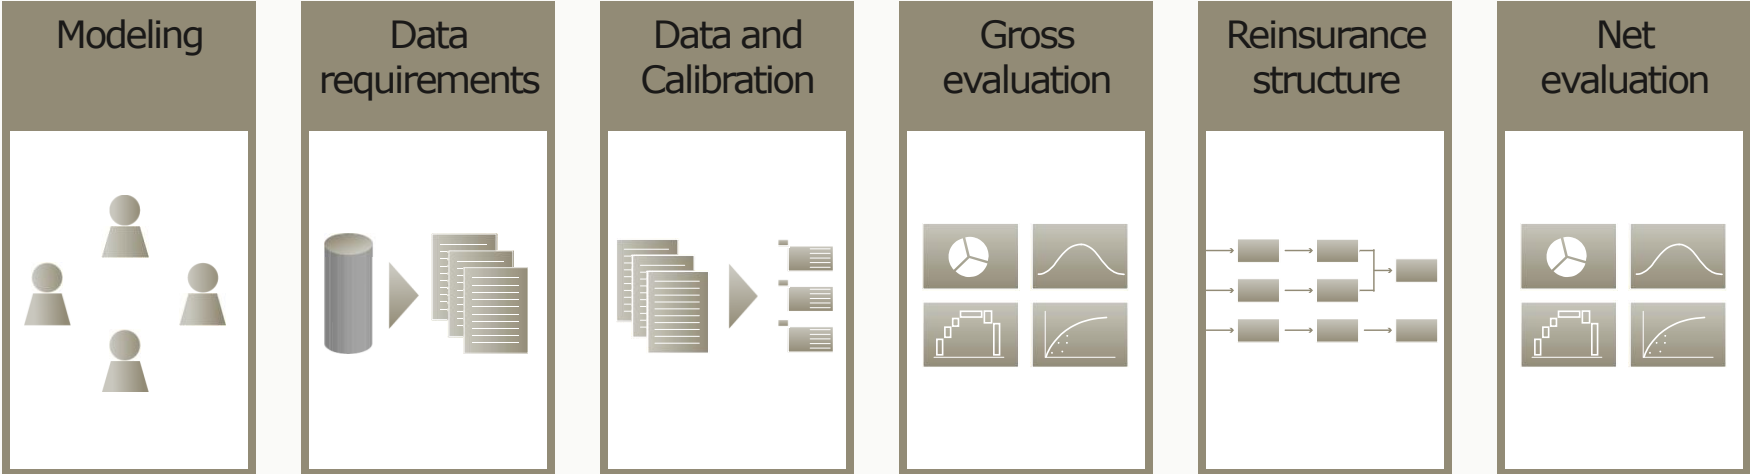 Modeling
Data
requirements
Data and
Calibration
Gross
evaluation
Reinsurance
structure
Net
evaluation